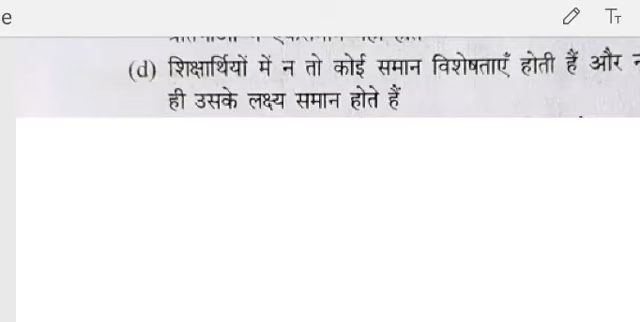 e
(d) शिक्षार्थियों में न तो कोई समान विशेषताएँ होती हैं और
ही उसके लक्ष्य समान होते हैं